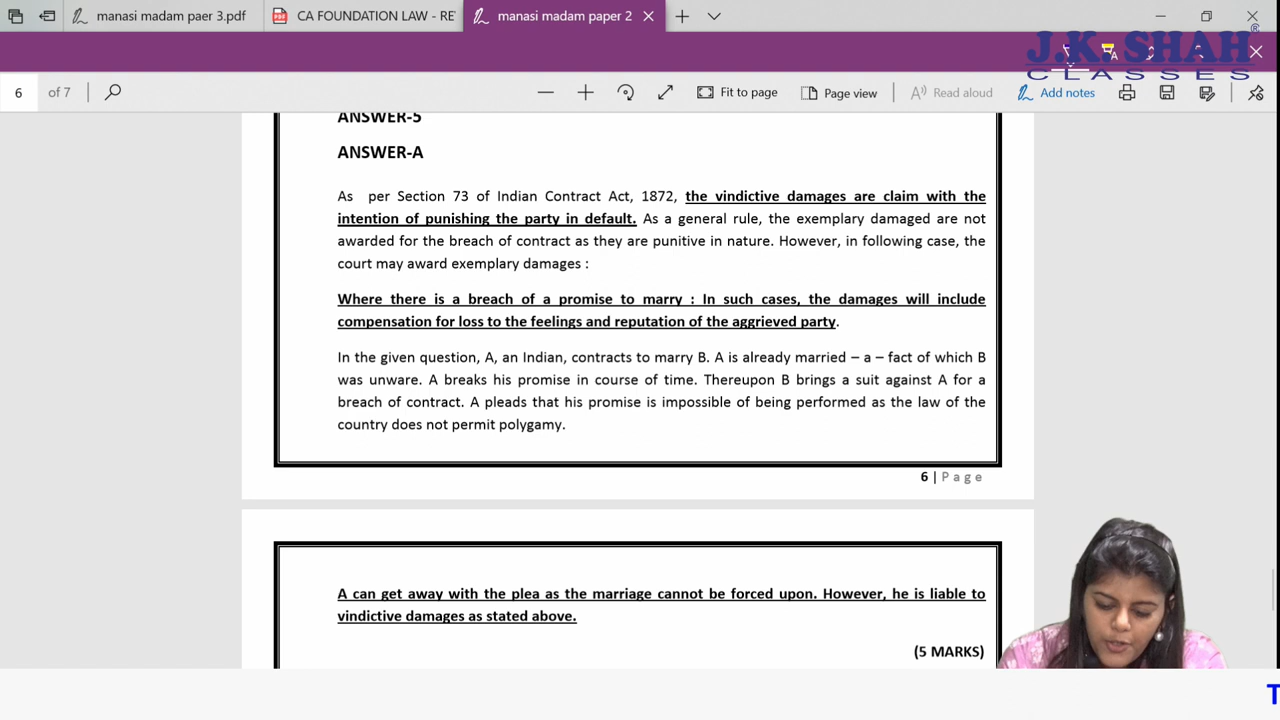 manasi madam paer 3.pdf
CA FOUNDATION LAW - RE
manasi madam paper 2
J.K. SHAH®
CLASSES
6 of 7
Fit to page
Page view
Read aloud
Add notes
ANSWER-5
ANSWER-A
As per Section 73 of Indian Contract Act, 1872, the vindictive damages are claim with the
intention of punishing the party in default. As a general rule, the exemplary damaged are not
awarded for the breach of contract as they are punitive in nature. However, in following case, the
court may award exemplary damages :
Where there is a breach of a promise to marry : In such cases, the damages will include
compensation for loss to the feelings and reputation of the aggrieved party.
In the given question, A, an Indian, contracts to marry B. A is already married – a – fact of which B
was unware. A breaks his promise in course of time. Thereupon B brings a suit against A for a
breach of contract. A pleads that his promise is impossible of being performed as the law of the
country does not permit polygamy.
6 | Page
A can get away with the plea as the marriage cannot be forced upon. However, he is liable to
vindictive damages as stated above.
(5 MARKS)
T